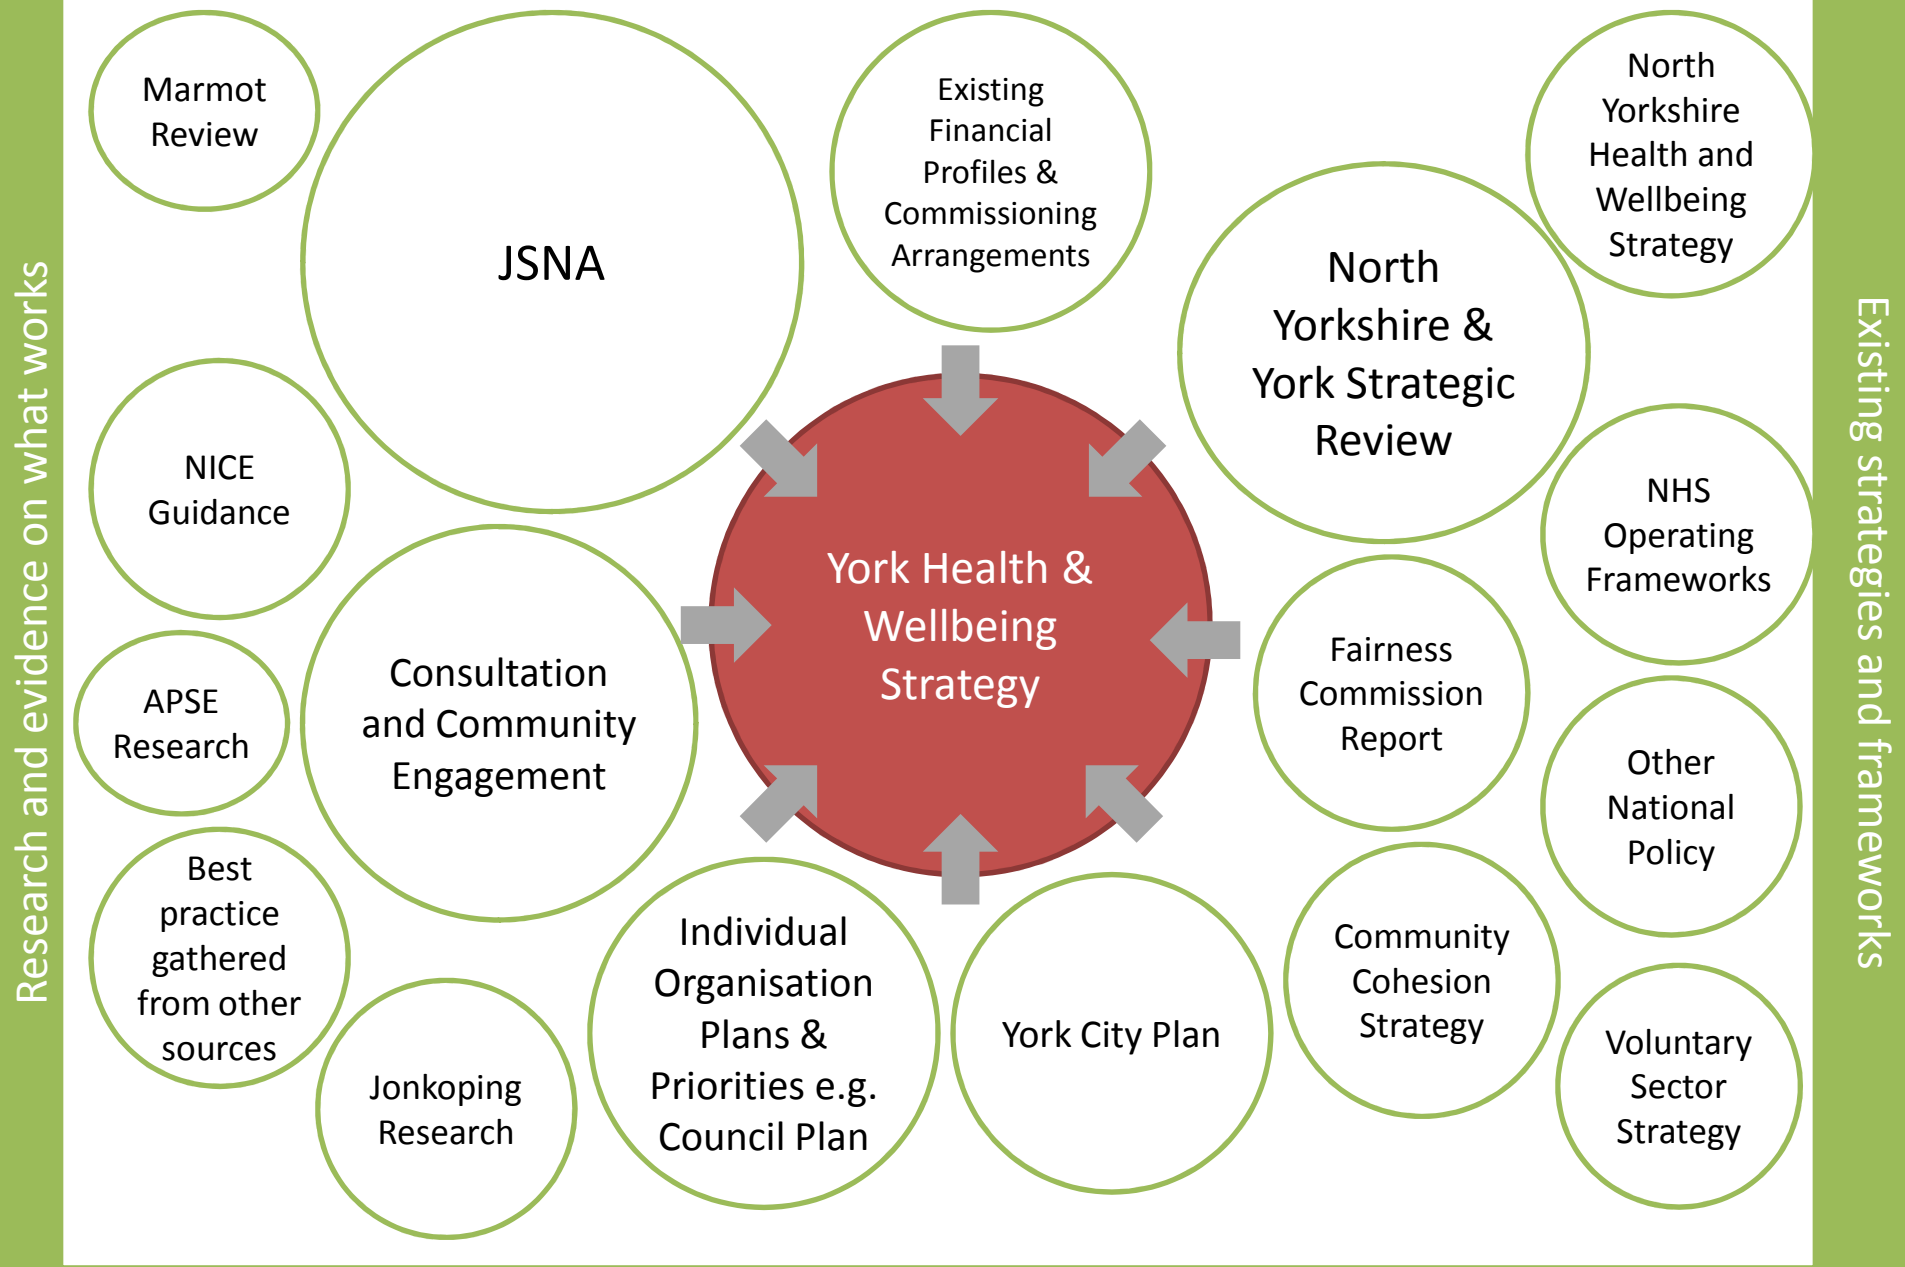 Research and evidence on what works
Marmot
Review
JSNA
Existing
Financial
Profiles &
Commissioning
Arrangements
North
Yorkshire &
York Strategic
Review
North
Yorkshire
Health and
Wellbeing
Strategy
NICE
Guidance
York Health &
Wellbeing
Strategy
NHS
Operating
Frameworks
APSE
Research
Consultation
and Community
Engagement
Fairness
Commission
Report
Other
National
Policy
Best
practice
gathered
from other
sources
Jonkoping
Research
Individual
Organisation
Plans &
Priorities e.g.
Council Plan
York City Plan
Community
Cohesion
Strategy
Voluntary
Sector
Strategy
Existing strategies and frameworks